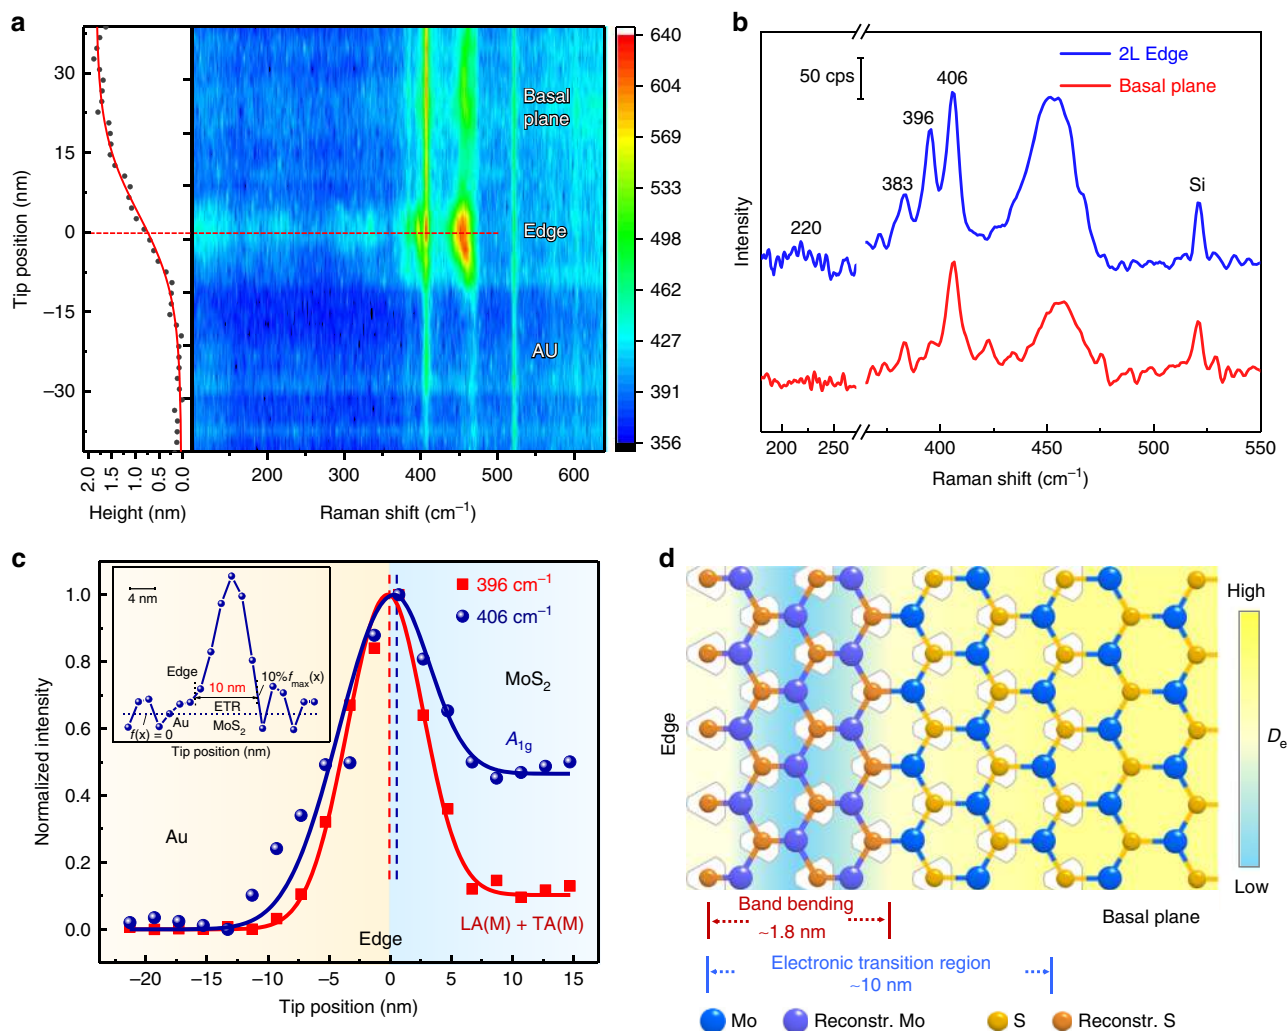 a
Tip position (nm)
30
15
0
−15
−30
2.0
1.5
1.0
0.5
0.0
Height (nm)
Basal
plane
Edge
AU
200
300
400
500
600
Raman shift (cm⁻¹)
640
604
569
533
498
462
427
391
356
b
50 cps
2L Edge
Basal plane
406
396
383
220
Si
Intensity
200
250
400
450
500
550
Raman shift (cm⁻¹)
c
Normalized intensity
1.0
0.8
0.6
0.4
0.2
0.0
4 nm
Edge
10 nm
10%f max(x)
ETR
Au
MoS₂
f(x) = 0
Tip position (nm)
396 cm⁻¹
406 cm⁻¹
MoS₂
A₁g
Au
Edge
LA(M) + TA(M)
−20
−15
−10
−5
0
5
10
15
Tip position (nm)
d
Edge
High
Dₑ
Low
Band bending
~1.8 nm
Basal plane
Electronic transition region
~10 nm
Mo
Reconstr. Mo
S
Reconstr. S